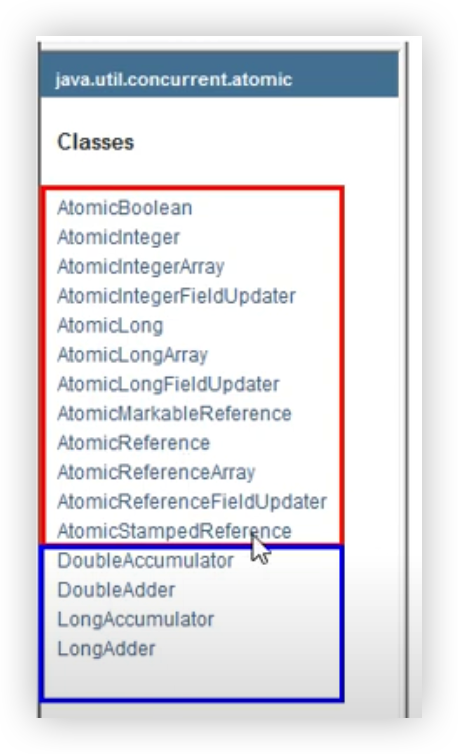 java.util.concurrent.atomic
Classes
AtomicBoolean
AtomicInteger
AtomicIntegerArray
AtomicIntegerFieldUpdater
AtomicLong
AtomicLongArray
AtomicLongFieldUpdater
AtomicMarkableReference
AtomicReference
AtomicReferenceArray
AtomicReferenceFieldUpdater
AtomicStampedReference
DoubleAccumulator
DoubleAdder
LongAccumulator
LongAdder